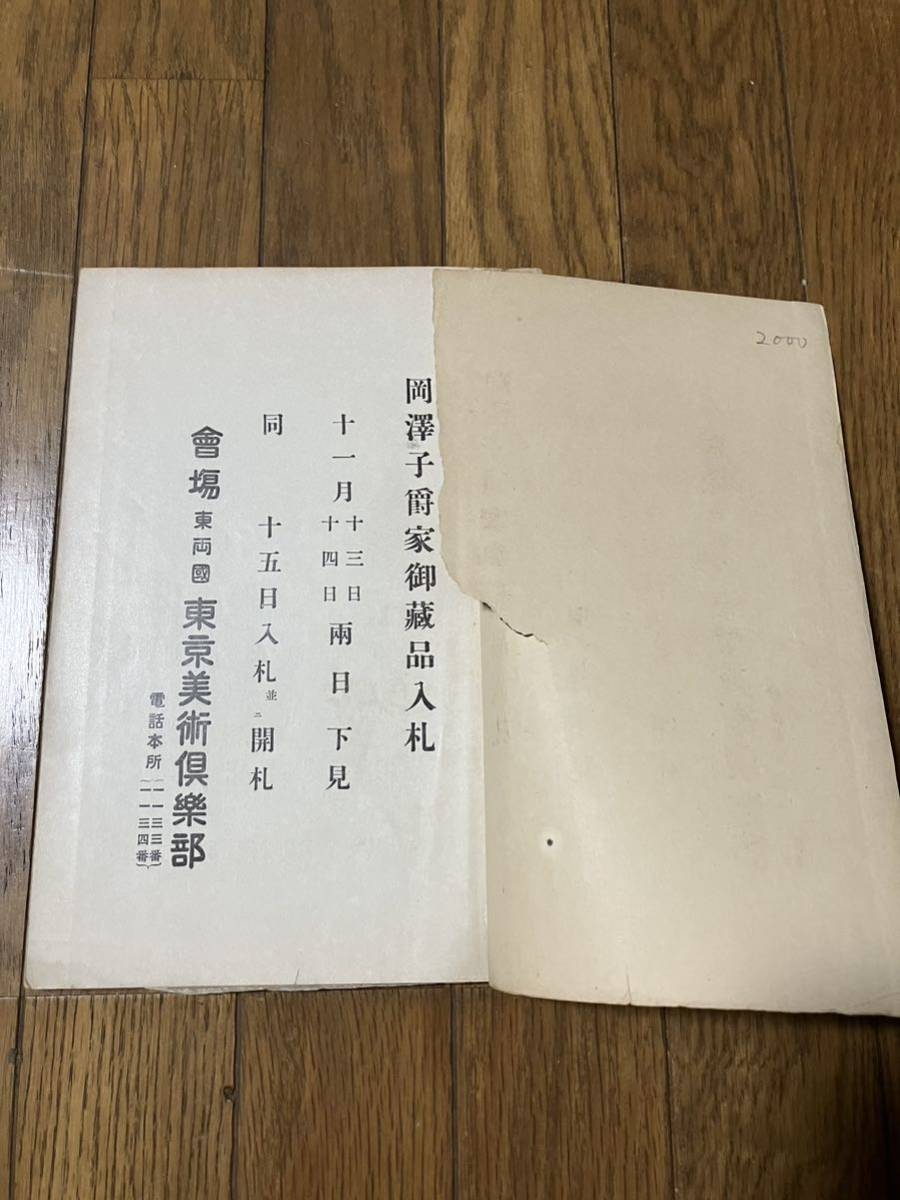 2000
岡澤子爵家御藏品入札
十一月十三日十四日兩日下見
同 十五日入札並ニ開札
會場 東両國 東京美術倶樂部
電話本所 一一三三番
一一三四番